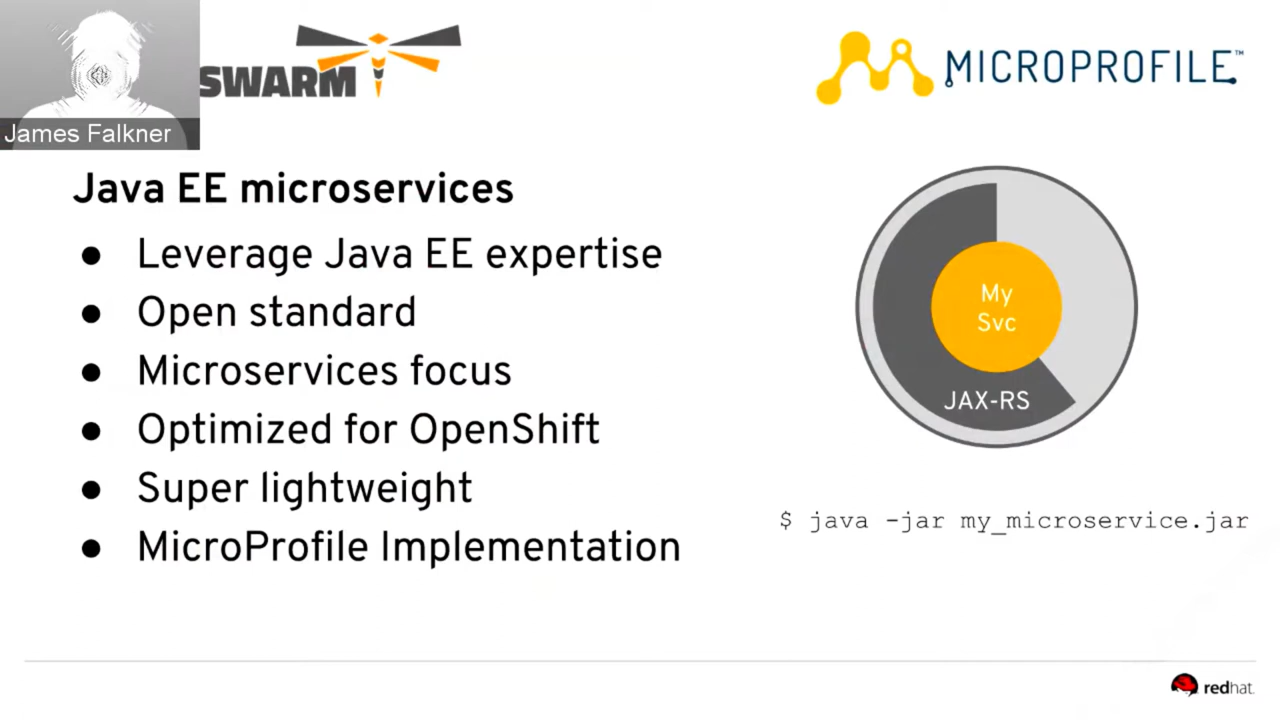 James Falkner
SWARM
MICROPROFILE™
Java EE microservices
● Leverage Java EE expertise
● Open standard
● Microservices focus
● Optimized for OpenShift
● Super lightweight
● MicroProfile Implementation
My
Svc
JAX-RS
$ java -jar my_microservice.jar
redhat.